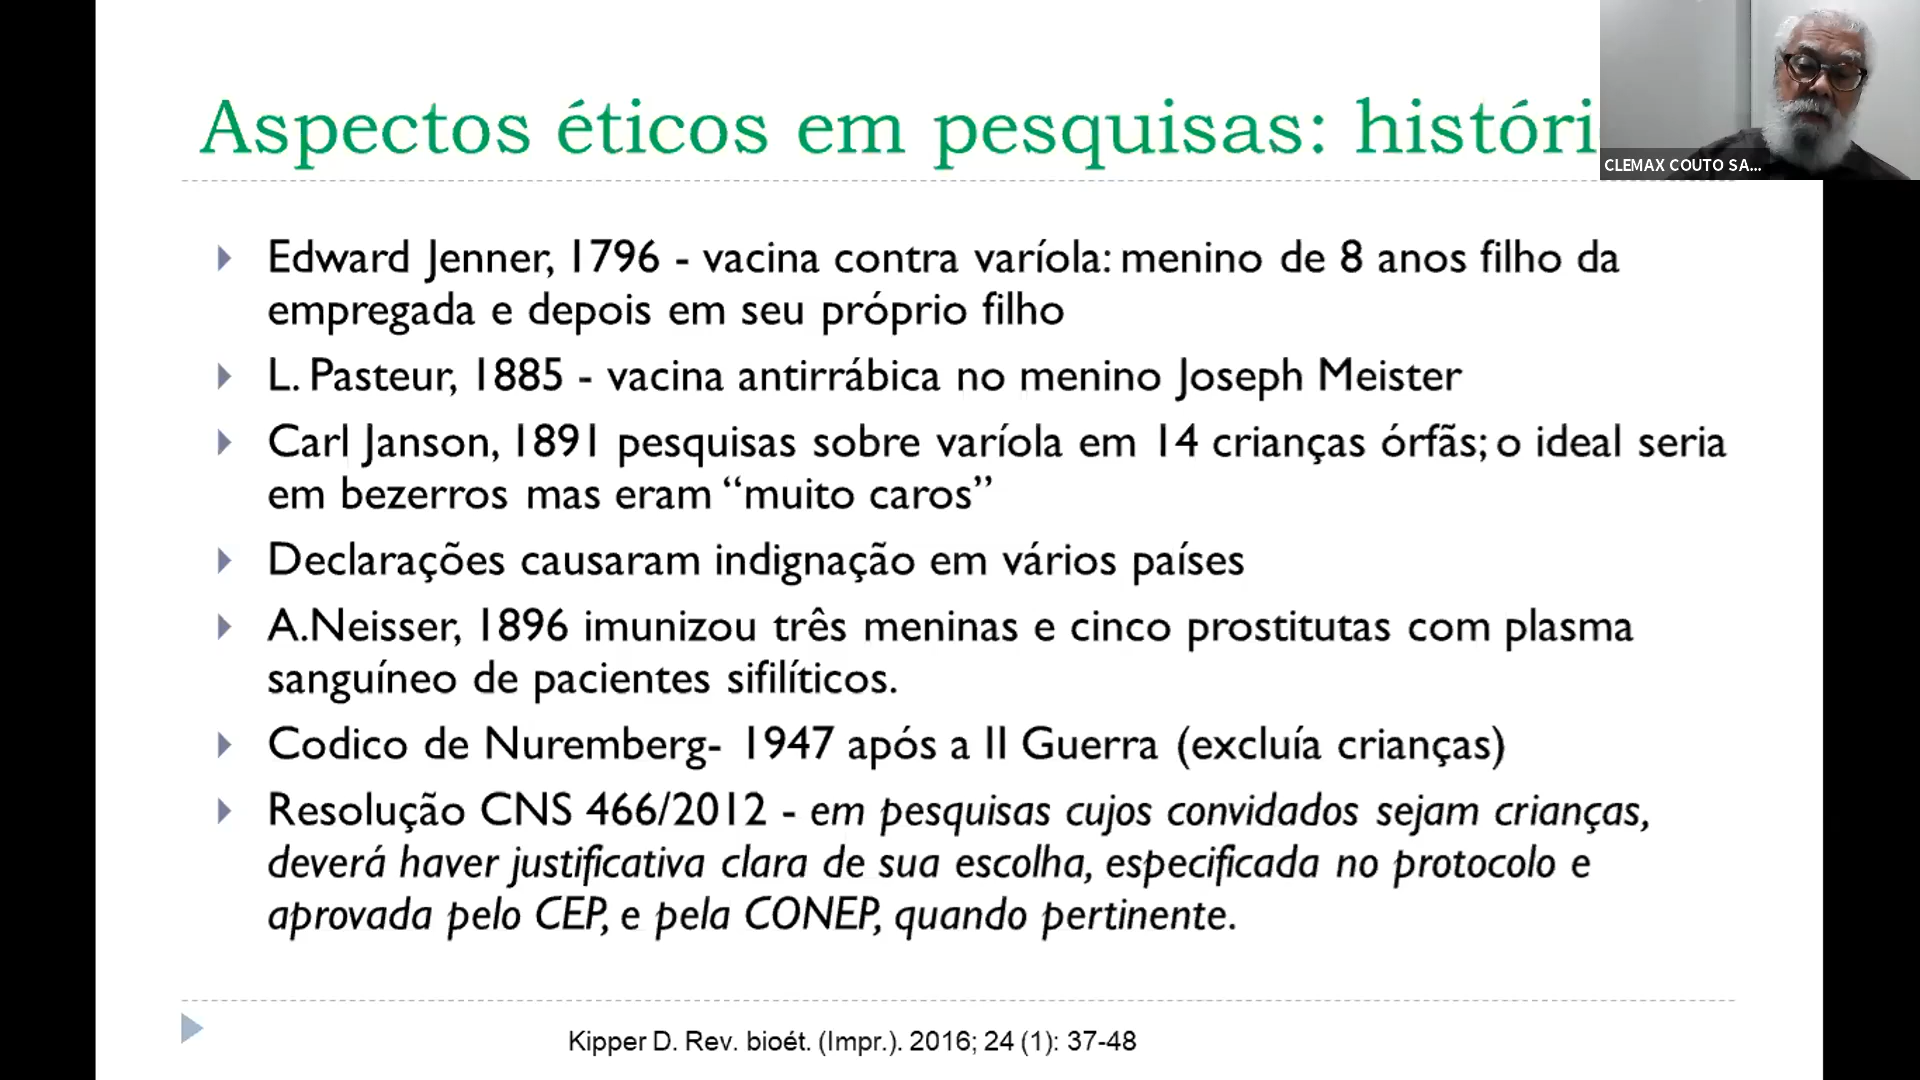 Aspectos éticos em pesquisas: históri
CLEMAX COUTO SA...
Edward Jenner, 1796 - vacina contra varíola: menino de 8 anos filho da
empregada e depois em seu próprio filho
L. Pasteur, 1885 - vacina antirrábica no menino Joseph Meister
Carl Janson, 1891 pesquisas sobre varíola em 14 crianças órfãs; o ideal seria
em bezerros mas eram “muito caros”
Declarações causaram indignação em vários países
A.Neisser, 1896 imunizou três meninas e cinco prostitutas com plasma
sanguíneo de pacientes sifilíticos.
Codico de Nuremberg- 1947 após a II Guerra (excluía crianças)
Resolução CNS 466/2012 - em pesquisas cujos convidados sejam crianças,
deverá haver justificativa clara de sua escolha, especificada no protocolo e
aprovada pelo CEP, e pela CONEP, quando pertinente.
Kipper D. Rev. bioét. (Impr.). 2016; 24 (1): 37-48